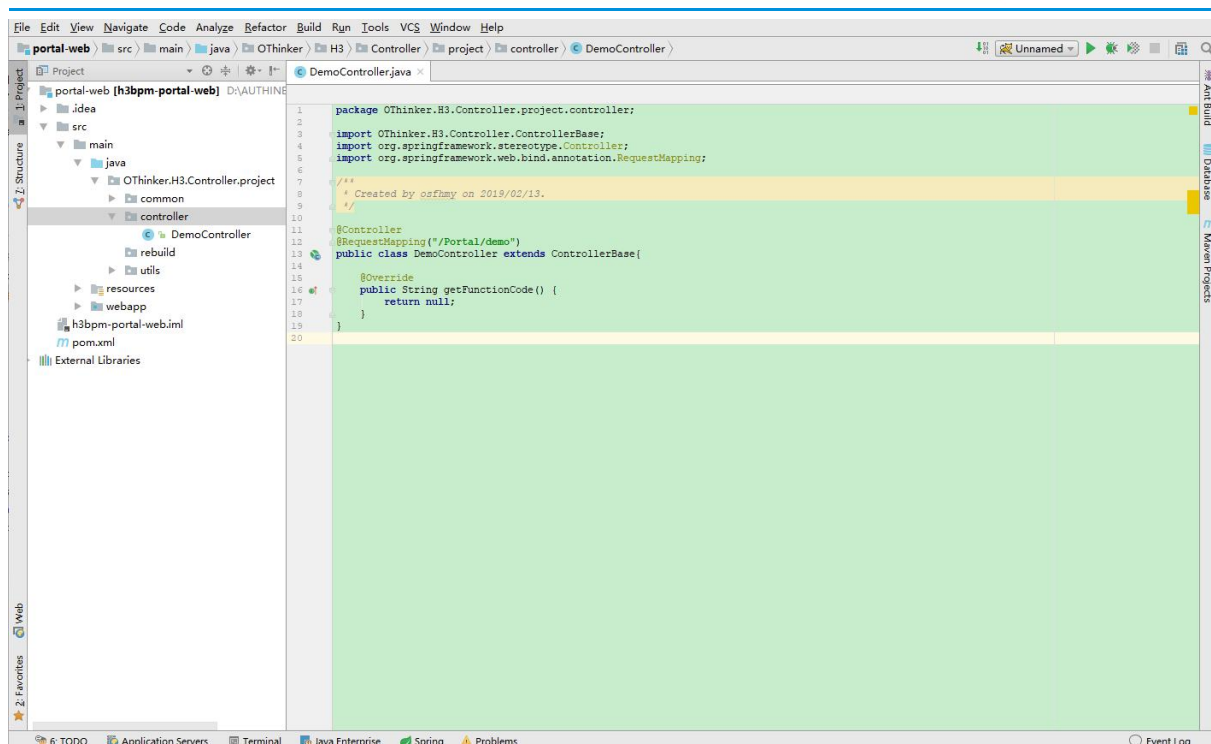 File Edit View Navigate Code Analyze Refactor Build Run Tools VCS Window Help
portal-web src main java OThinker H3 Controller project controller DemoController
Unnamed
Project
DemoController.java
1: Project
Z: Structure
Web
2: Favorites
portal-web [h3bpm-portal-web] D:\AUTHINE
.idea
src
main
java
OThinker.H3.Controller.project
common
controller
DemoController
rebuild
utils
resources
webapp
h3bpm-portal-web.iml
pom.xml
External Libraries
1 package OThinker.H3.Controller.project.controller;
2
3 import OThinker.H3.Controller.ControllerBase;
4 import org.springframework.stereotype.Controller;
5 import org.springframework.web.bind.annotation.RequestMapping;
6
7 /**
8 * Created by osfhmy on 2019/02/13.
9 */
10
11 @Controller
12 @RequestMapping("/Portal/demo")
13 public class DemoController extends ControllerBase{
14
15 @Override
16 public String getFunctionCode() {
17 return null;
18 }
19 }
20
Ant Build
Database
Maven Projects
6: TODO Application Servers Terminal Java Enterprise Spring Problems Event Log